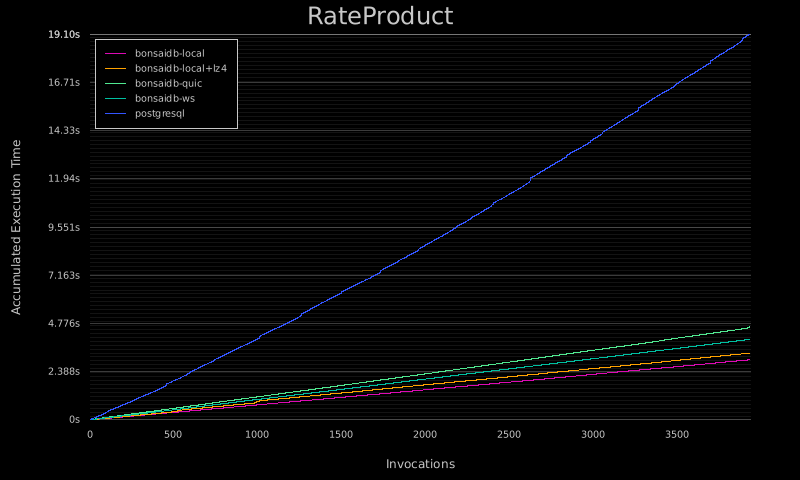 RateProduct
19.10s
bonsaidb-local
bonsaidb-local+lz4
bonsaidb-quic
bonsaidb-ws
postgresql
16.71s
14.33s
11.94s
9.551s
7.163s
4.776s
2.388s
0s
Accumulated Execution Time
0 500 1000 1500 2000 2500 3000 3500
Invocations